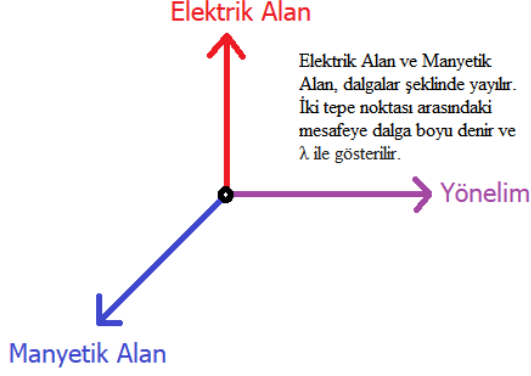 Elektrik Alan
Elektrik Alan ve Manyetik
Alan, dalgalar şeklinde yayılır.
İki tepe noktası arasındaki
mesafeye dalga boyu denir ve
λ ile gösterilir.
Yönelim
Manyetik Alan